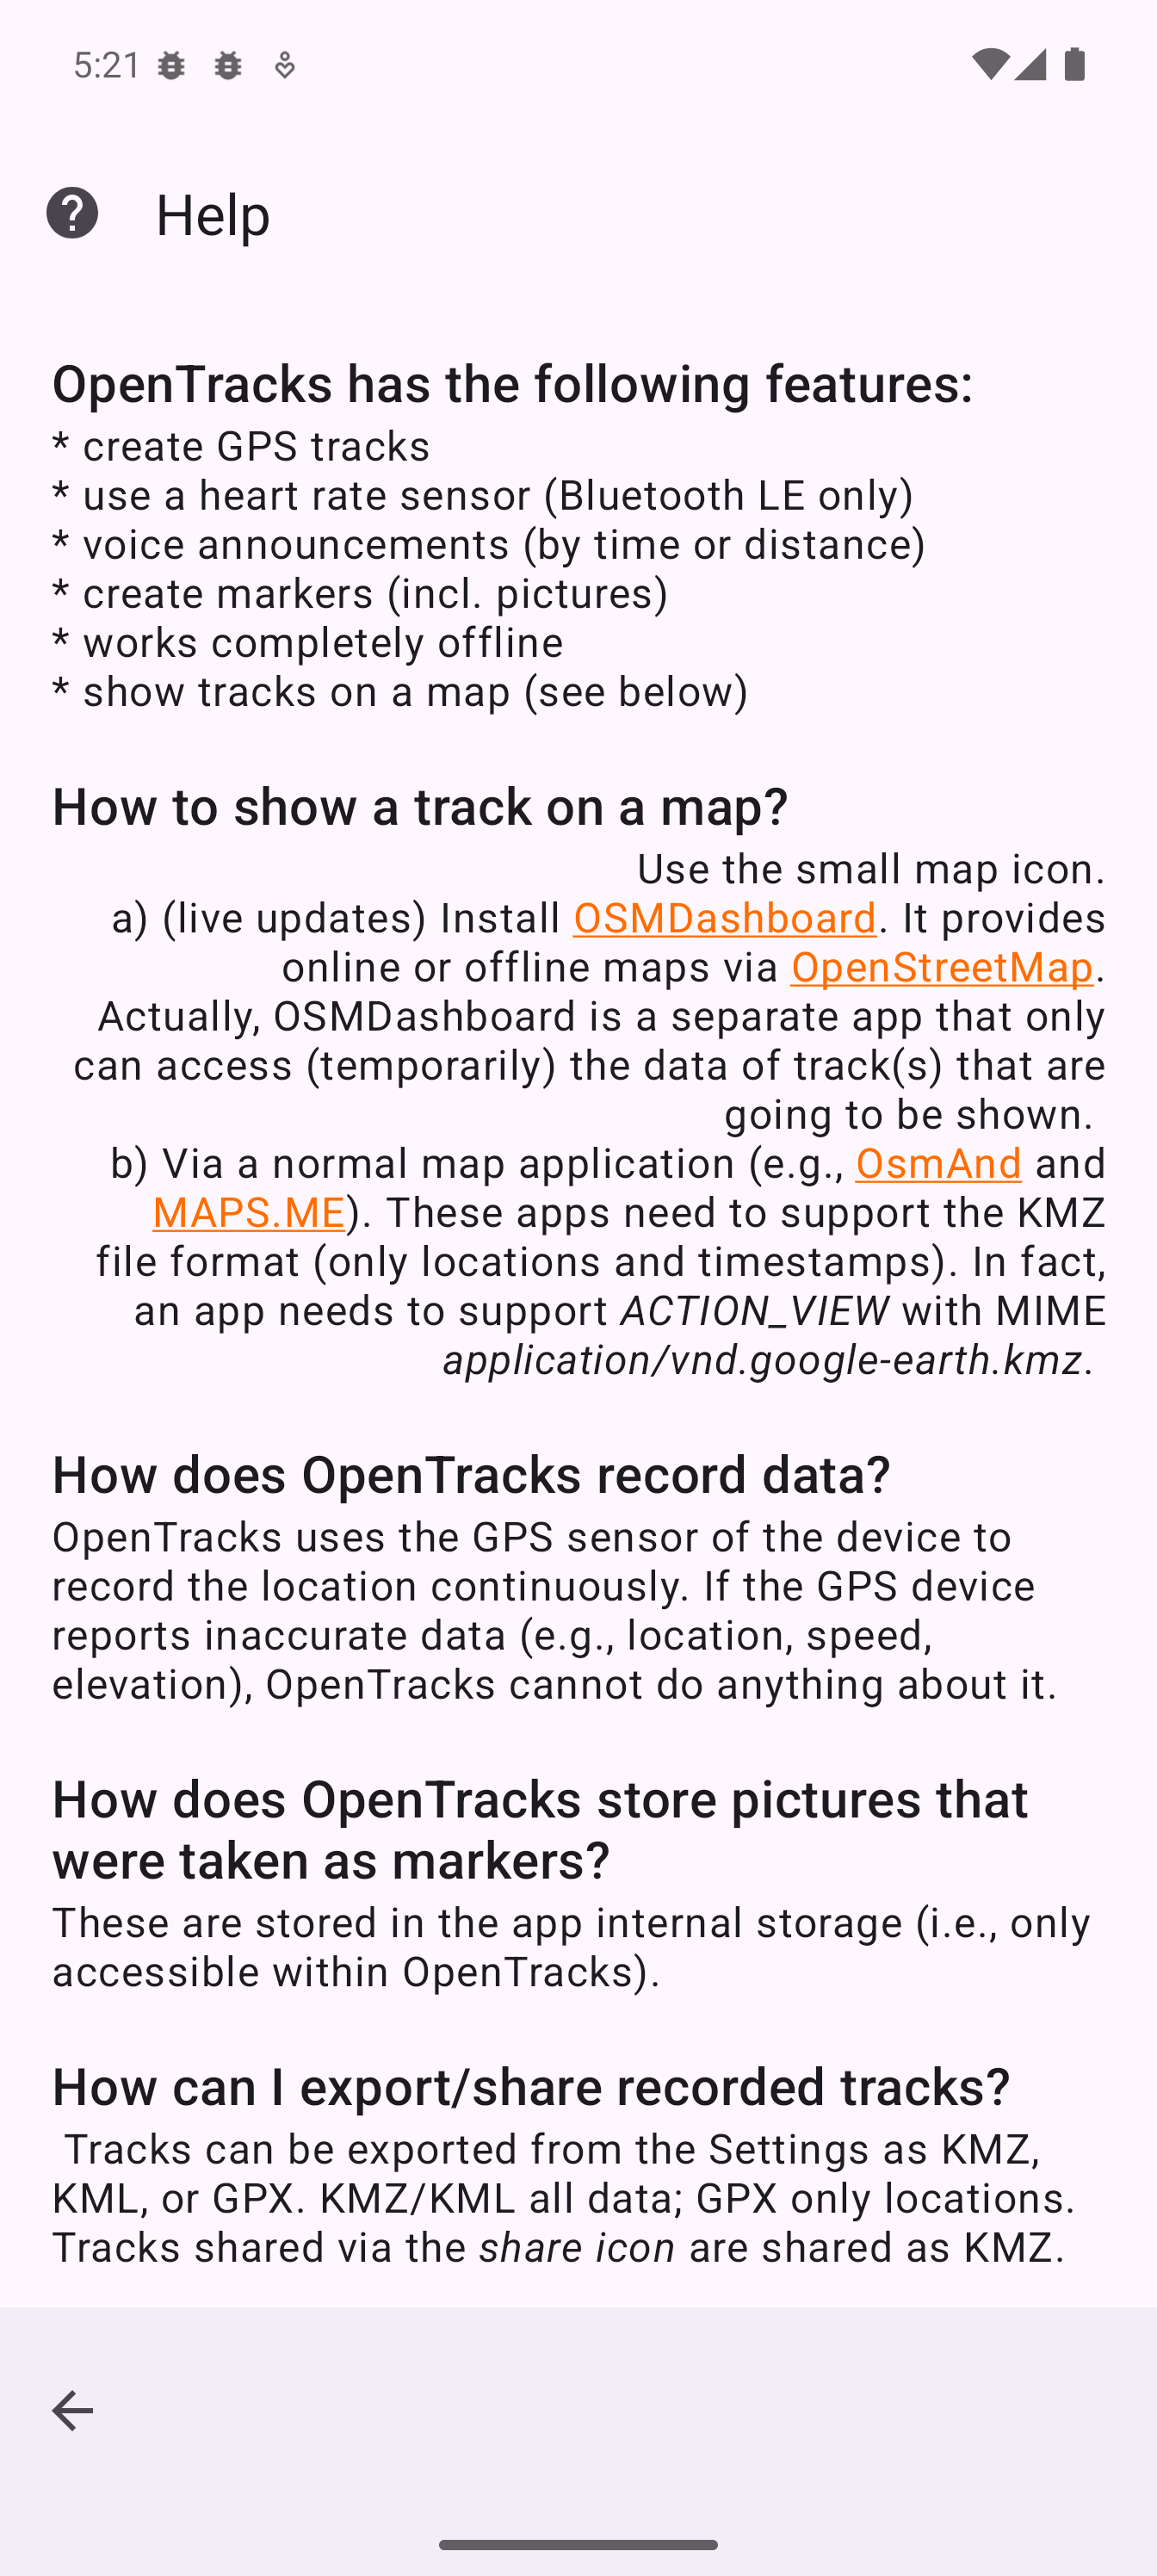 5:21
Help
OpenTracks has the following features:
* create GPS tracks
* use a heart rate sensor (Bluetooth LE only)
* voice announcements (by time or distance)
* create markers (incl. pictures)
* works completely offline
* show tracks on a map (see below)
How to show a track on a map?
Use the small map icon.
a) (live updates) Install OSMDashboard. It provides
online or offline maps via OpenStreetMap.
Actually, OSMDashboard is a separate app that only
can access (temporarily) the data of track(s) that are
going to be shown.
b) Via a normal map application (e.g., OsmAnd and
MAPS.ME). These apps need to support the KMZ
file format (only locations and timestamps). In fact,
an app needs to support ACTION_VIEW with MIME
application/vnd.google-earth.kmz.
How does OpenTracks record data?
OpenTracks uses the GPS sensor of the device to
record the location continuously. If the GPS device
reports inaccurate data (e.g., location, speed,
elevation), OpenTracks cannot do anything about it.
How does OpenTracks store pictures that
were taken as markers?
These are stored in the app internal storage (i.e., only
accessible within OpenTracks).
How can I export/share recorded tracks?
Tracks can be exported from the Settings as KMZ,
KML, or GPX. KMZ/KML all data; GPX only locations.
Tracks shared via the share icon are shared as KMZ.